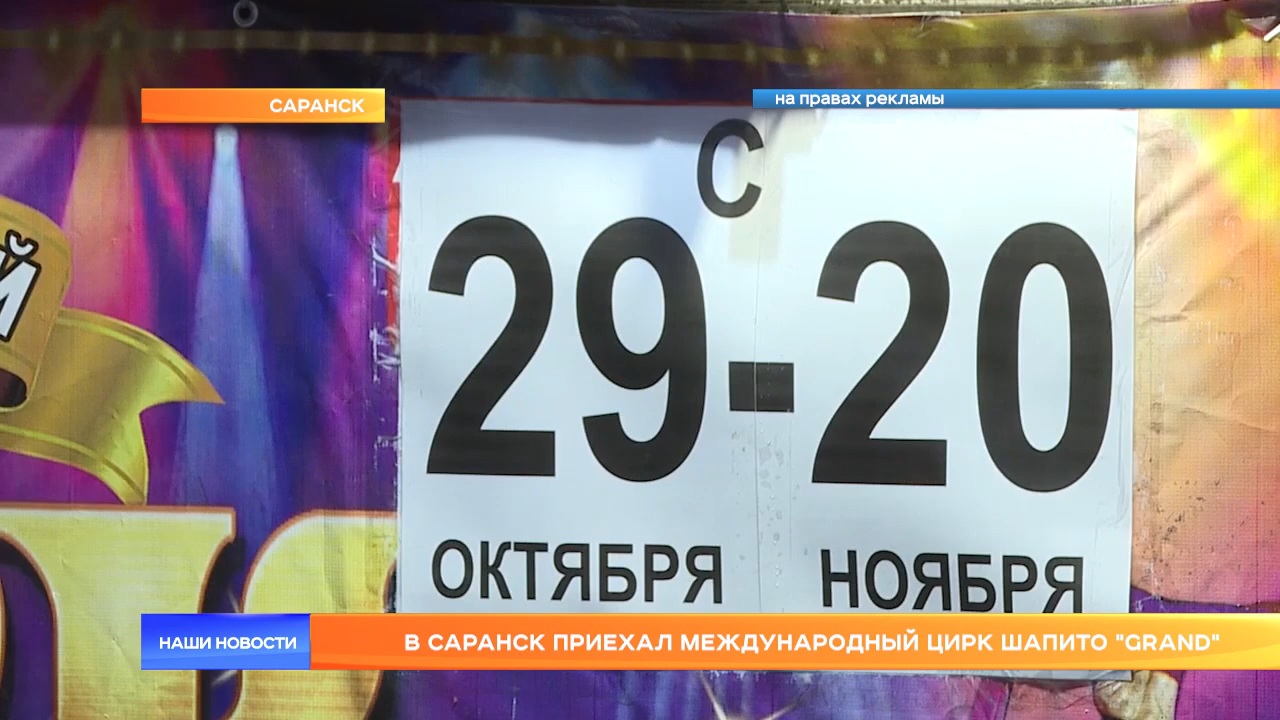 САРАНСК
на правах рекламы
С
29-20
ОКТЯБРЯ НОЯБРЯ
НАШИ НОВОСТИ
В САРАНСК ПРИЕХАЛ МЕЖДУНАРОДНЫЙ ЦИРК ШАПИТО "GRAND"